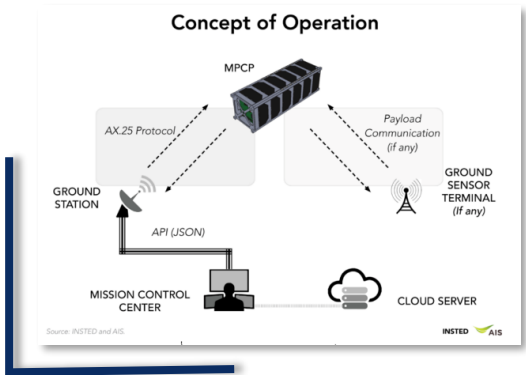 Concept of Operation
MPCP
AX.25 Protocol
Payload
Communication
(if any)
GROUND
STATION
GROUND
SENSOR
TERMINAL
(If any)
API (JSON)
MISSION CONTROL
CENTER
CLOUD SERVER
Source: INSTED and AIS.
INSTED
AIS